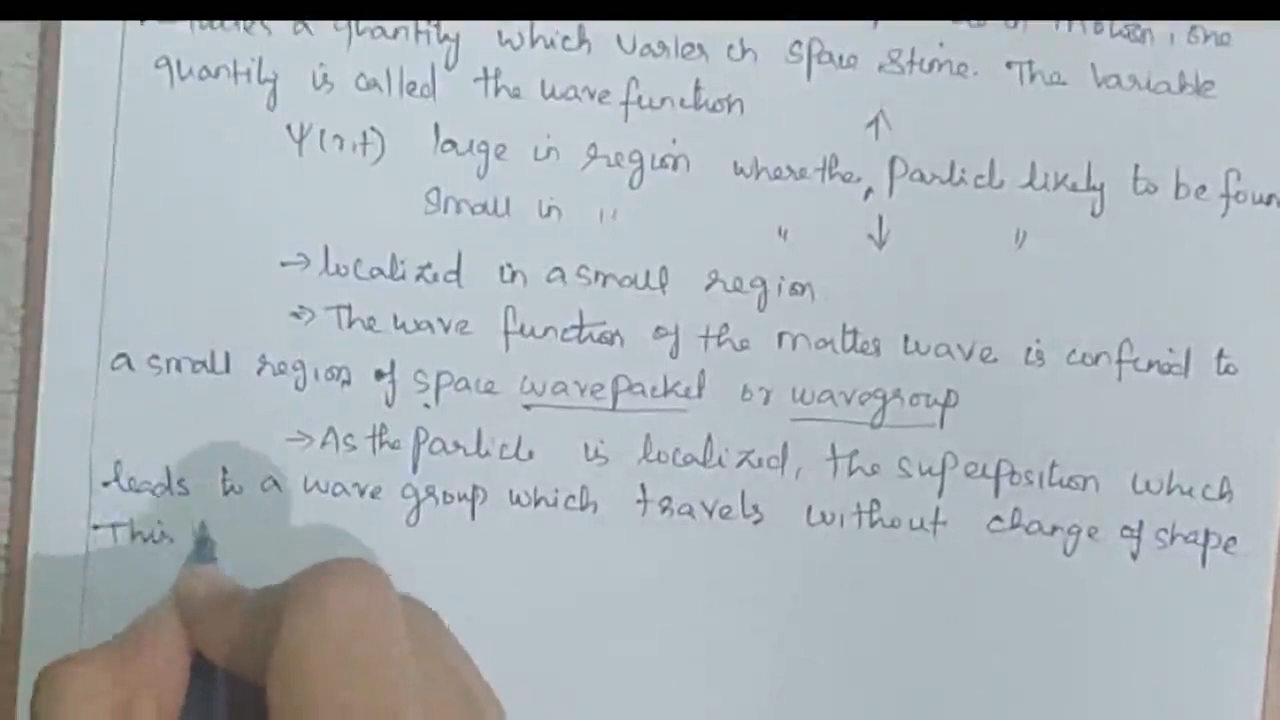 a quantity which varies in space & time. The variable
quantity is called the wave function
ψ(r,t) large in region where the, particle likely to be foun
small in " " ↓ "
→ localized in a small region
→ The wave function of the matter wave is confined to
a small region of space wavepacket or wavegroup
→ As the particle is localized, the superposition which
leads to a wave group which travels without change of shape
This